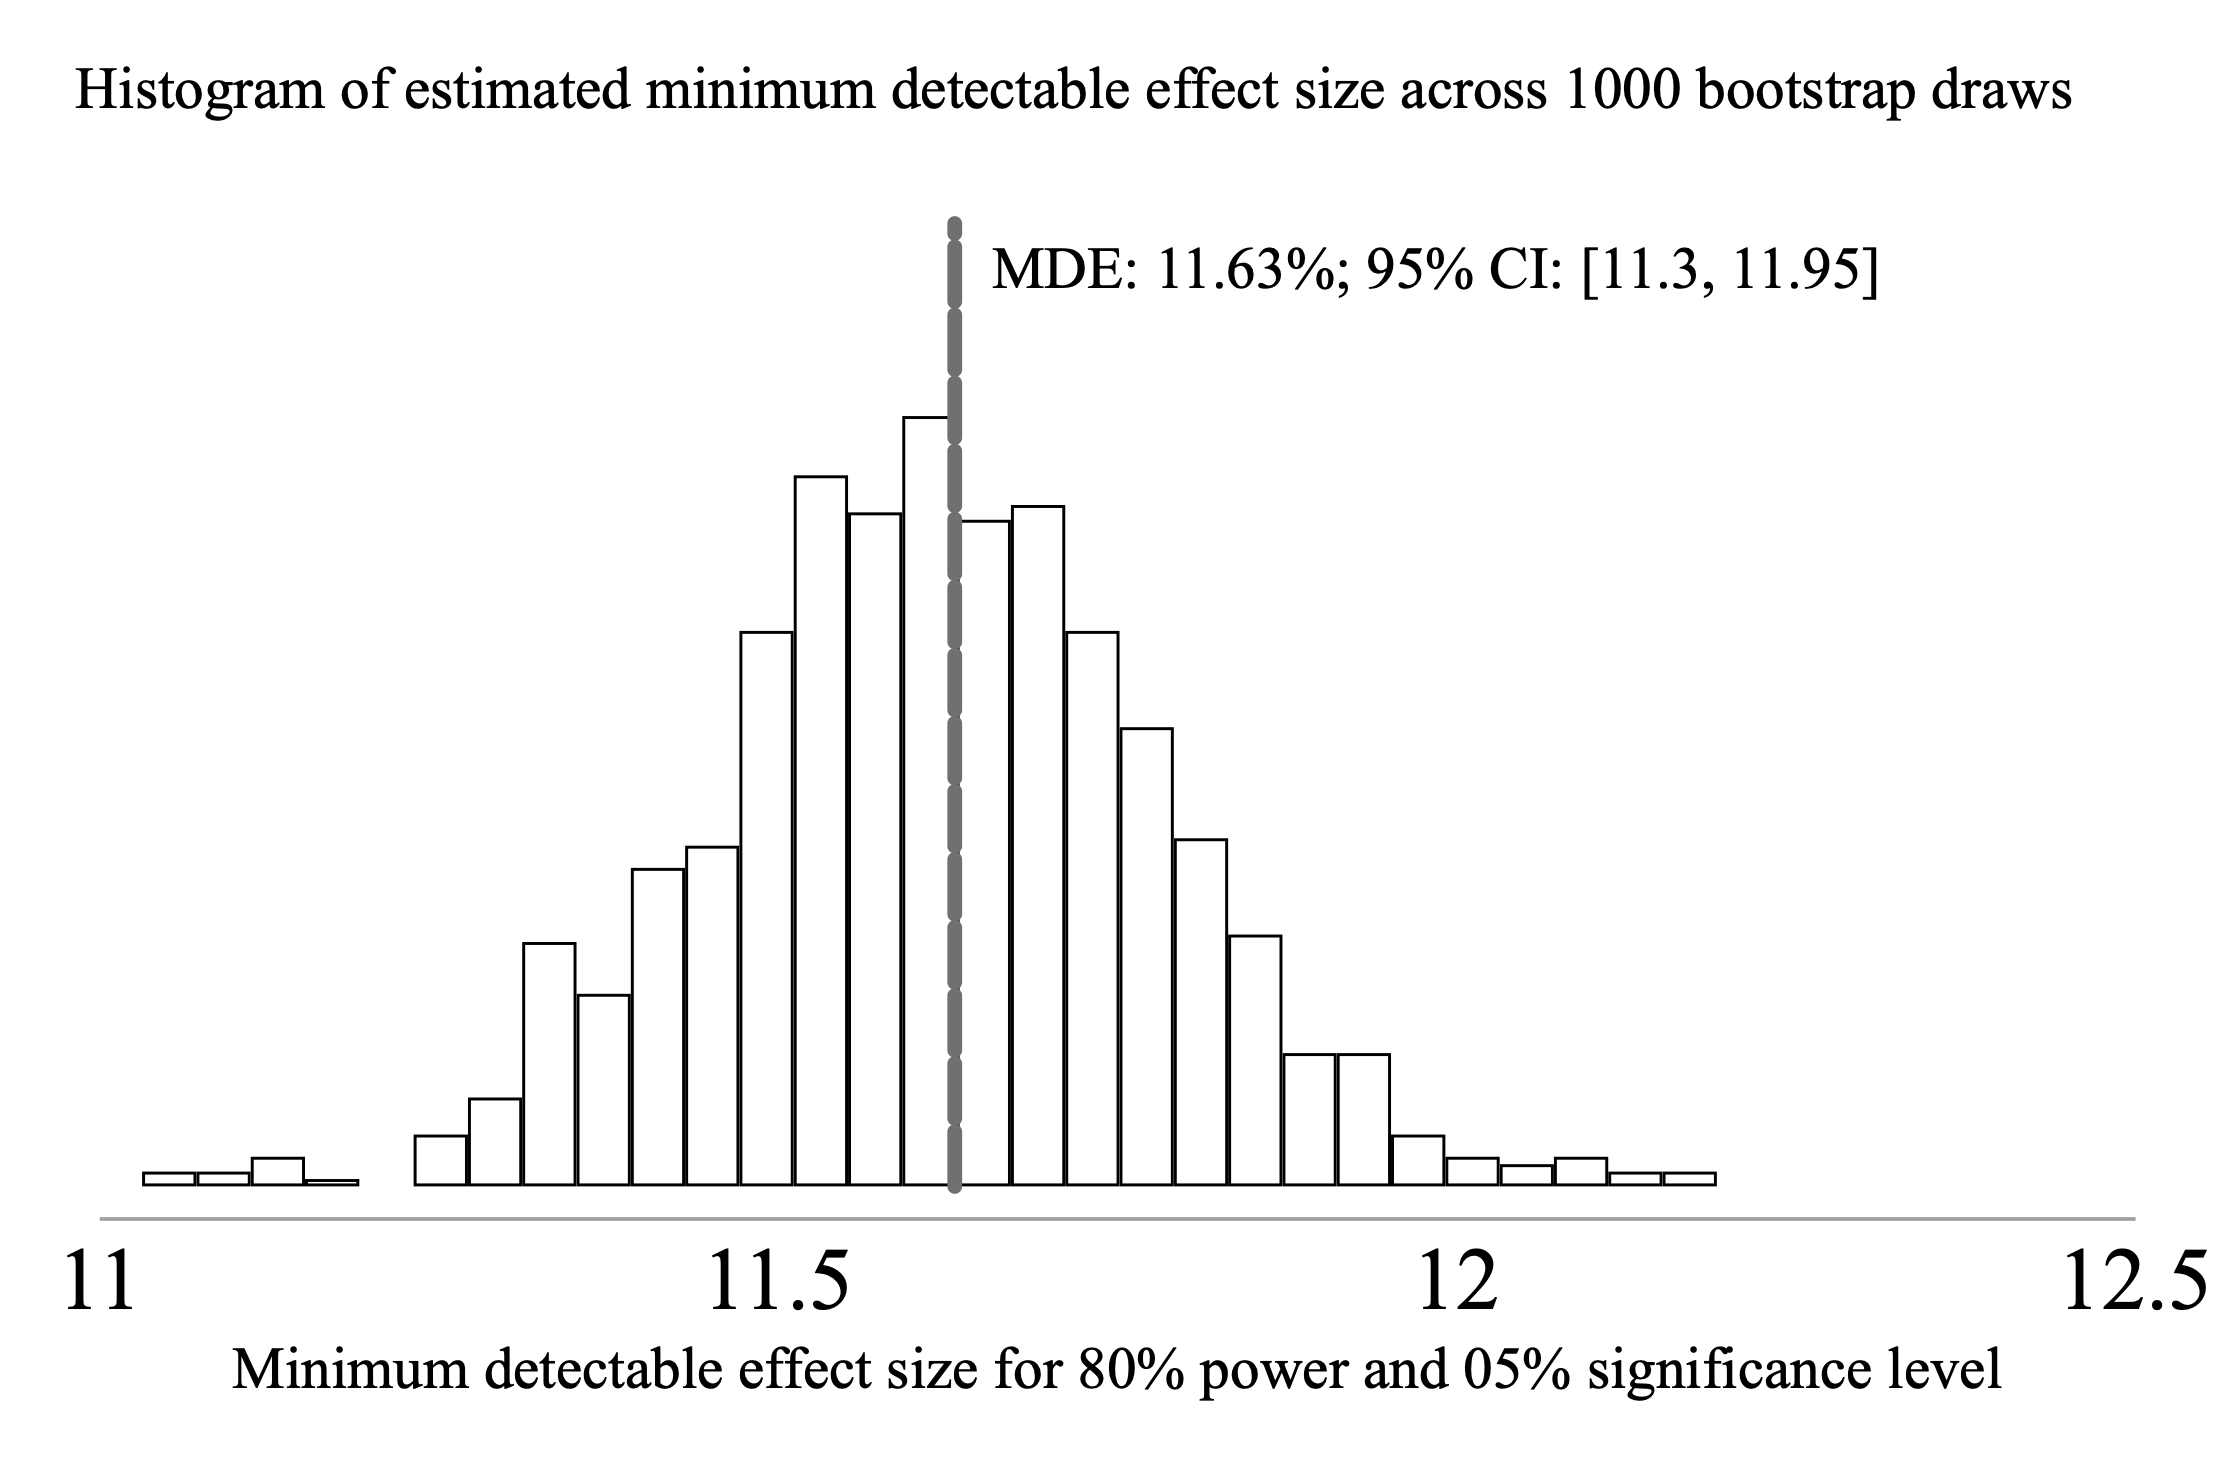 Histogram of estimated minimum detectable effect size across 1000 bootstrap draws
MDE: 11.63%; 95% CI: [11.3, 11.95]
11 11.5 12 12.5
Minimum detectable effect size for 80% power and 05% significance level